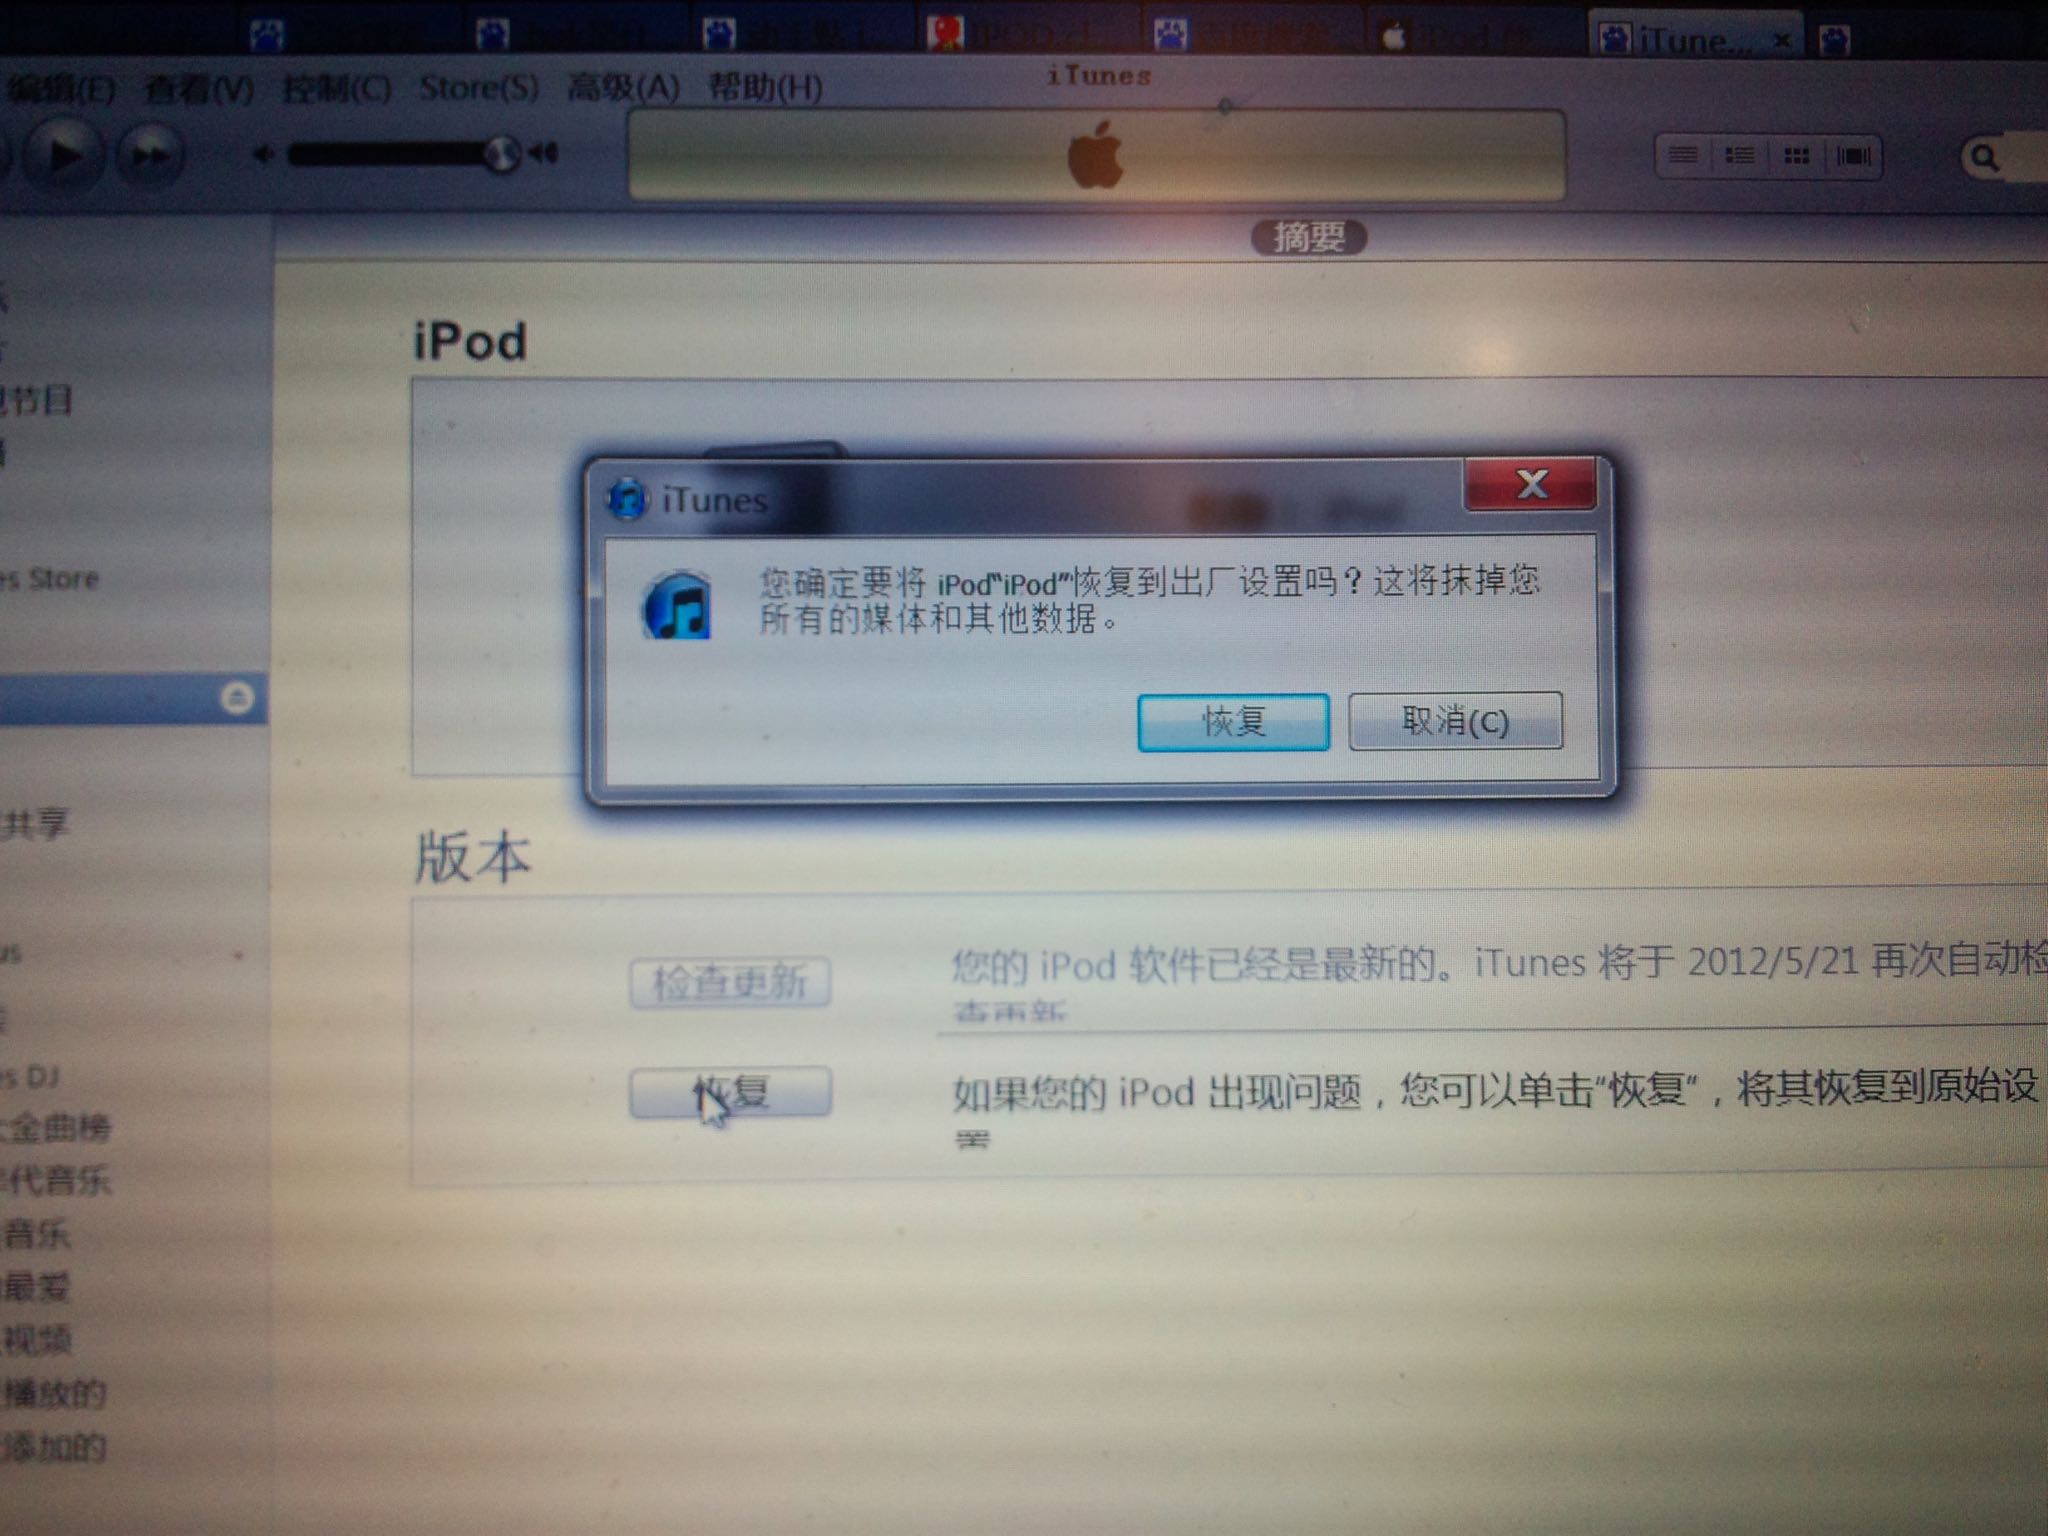 iTune...
编辑(E) 查看(V) 控制(C) Store(S) 高级(A) 帮助(H)
iTunes
摘要
iPod
节目
es Store
共享
us
es DJ
金曲榜
代音乐
音乐
最爱
视频
播放的
添加的
iTunes
您确定要将 iPod“iPod”恢复到出厂设置吗？这将抹掉您
所有的媒体和其他数据。
恢复
取消(C)
版本
检查更新
您的 iPod 软件已经是最新的。iTunes 将于 2012/5/21 再次自动检
查更新
恢复
如果您的 iPod 出现问题，您可以单击“恢复”，将其恢复到原始设
置